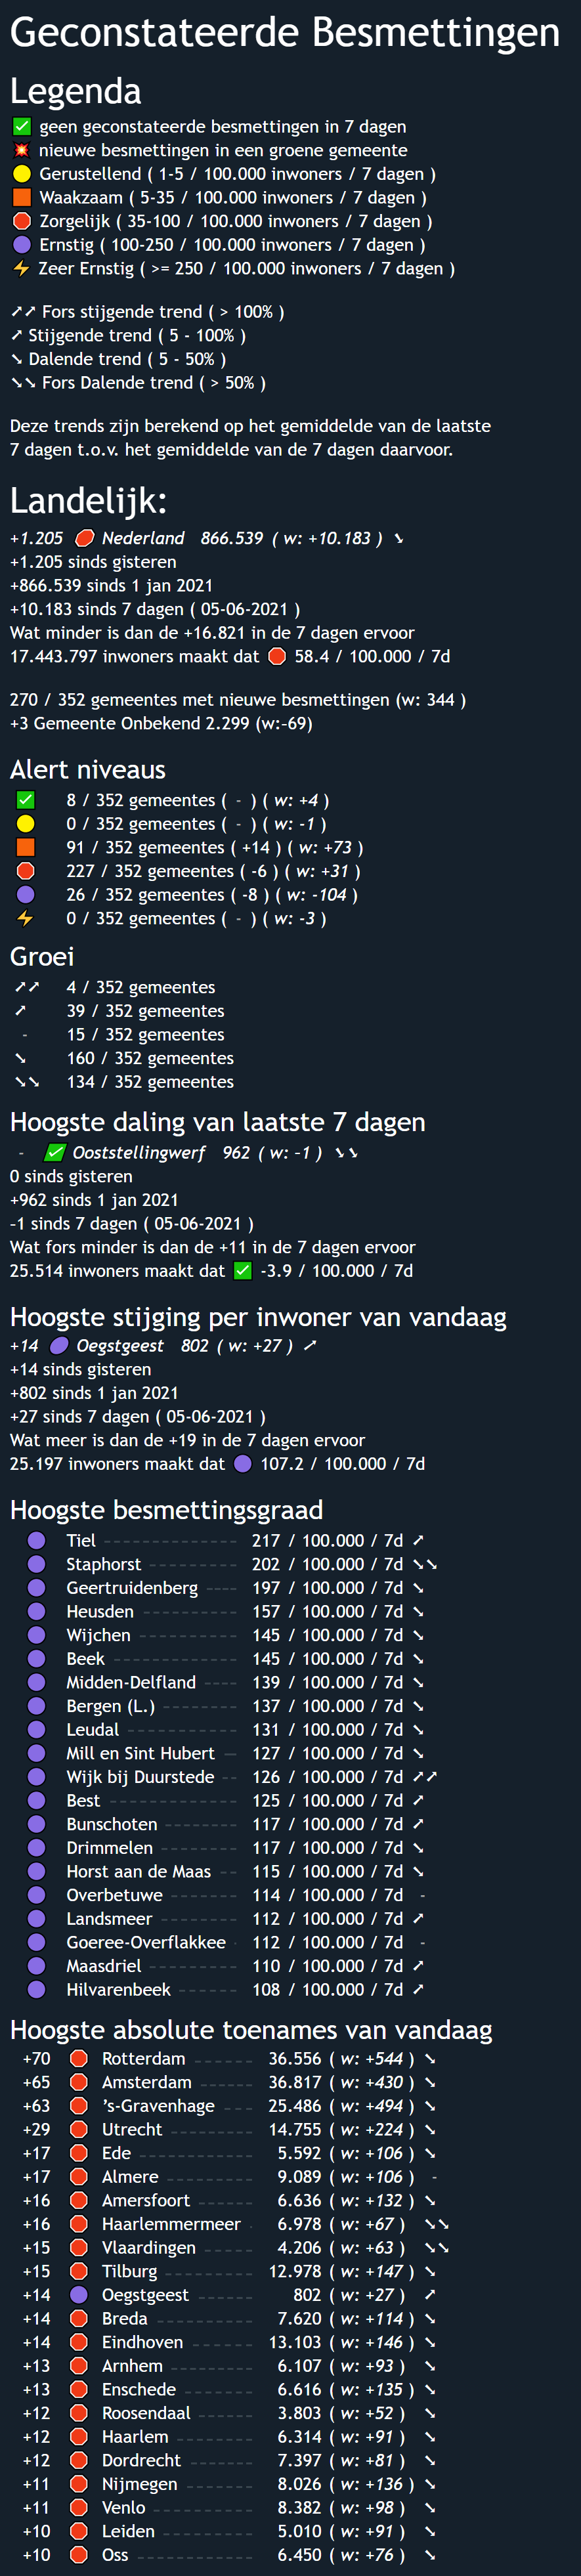 Geconstateerde Besmettingen
Legenda
✅ geen geconstateerde besmettingen in 7 dagen
💥 nieuwe besmettingen in een groene gemeente
🟡 Gerustellend ( 1-5 / 100.000 inwoners / 7 dagen )
🟧 Waakzaam ( 5-35 / 100.000 inwoners / 7 dagen )
🛑 Zorgelijk ( 35-100 / 100.000 inwoners / 7 dagen )
🟣 Ernstig ( 100-250 / 100.000 inwoners / 7 dagen )
⚡ Zeer Ernstig ( >= 250 / 100.000 inwoners / 7 dagen )
➚➚ Fors stijgende trend ( > 100% )
➚ Stijgende trend ( 5 - 100% )
➘ Dalende trend ( 5 - 50% )
➘➘ Fors Dalende trend ( > 50% )
Deze trends zijn berekend op het gemiddelde van de laatste
7 dagen t.o.v. het gemiddelde van de 7 dagen daarvoor.
Landelijk:
+1.205 🛑 Nederland 866.539 ( w: +10.183 ) ➘
+1.205 sinds gisteren
+866.539 sinds 1 jan 2021
+10.183 sinds 7 dagen ( 05-06-2021 )
Wat minder is dan de +16.821 in de 7 dagen ervoor
17.443.797 inwoners maakt dat 🛑 58.4 / 100.000 / 7d
270 / 352 gemeentes met nieuwe besmettingen (w: 344 )
+3 Gemeente Onbekend 2.299 (w:-69)
Alert niveaus
✅ 8 / 352 gemeentes ( - ) ( w: +4 )
🟡 0 / 352 gemeentes ( - ) ( w: -1 )
🟧 91 / 352 gemeentes ( +14 ) ( w: +73 )
🛑 227 / 352 gemeentes ( -6 ) ( w: +31 )
🟣 26 / 352 gemeentes ( -8 ) ( w: -104 )
⚡ 0 / 352 gemeentes ( - ) ( w: -3 )
Groei
➚➚ 4 / 352 gemeentes
➚ 39 / 352 gemeentes
- 15 / 352 gemeentes
➘ 160 / 352 gemeentes
➘➘ 134 / 352 gemeentes
Hoogste daling van laatste 7 dagen
- ✅ Ooststellingwerf 962 ( w: -1 ) ➘➘
0 sinds gisteren
+962 sinds 1 jan 2021
-1 sinds 7 dagen ( 05-06-2021 )
Wat fors minder is dan de +11 in de 7 dagen ervoor
25.514 inwoners maakt dat ✅ -3.9 / 100.000 / 7d
Hoogste stijging per inwoner van vandaag
+14 🟣 Oegstgeest 802 ( w: +27 ) ➚
+14 sinds gisteren
+802 sinds 1 jan 2021
+27 sinds 7 dagen ( 05-06-2021 )
Wat meer is dan de +19 in de 7 dagen ervoor
25.197 inwoners maakt dat 🟣 107.2 / 100.000 / 7d
Hoogste besmettingsgraad
🟣 Tiel 217 / 100.000 / 7d ➚
🟣 Staphorst 202 / 100.000 / 7d ➘➘
🟣 Geertruidenberg 197 / 100.000 / 7d ➘
🟣 Heusden 157 / 100.000 / 7d ➘
🟣 Wijchen 145 / 100.000 / 7d ➘
🟣 Beek 145 / 100.000 / 7d ➘
🟣 Midden-Delfland 139 / 100.000 / 7d ➘
🟣 Bergen (L.) 137 / 100.000 / 7d ➘
🟣 Leudal 131 / 100.000 / 7d ➘
🟣 Mill en Sint Hubert 127 / 100.000 / 7d ➘
🟣 Wijk bij Duurstede 126 / 100.000 / 7d ➚➚
🟣 Best 125 / 100.000 / 7d ➚
🟣 Bunschoten 117 / 100.000 / 7d ➚
🟣 Drimmelen 117 / 100.000 / 7d ➘
🟣 Horst aan de Maas 115 / 100.000 / 7d ➘
🟣 Overbetuwe 114 / 100.000 / 7d -
🟣 Landsmeer 112 / 100.000 / 7d ➚
🟣 Goeree-Overflakkee 112 / 100.000 / 7d -
🟣 Maasdriel 110 / 100.000 / 7d ➚
🟣 Hilvarenbeek 108 / 100.000 / 7d ➚
Hoogste absolute toenames van vandaag
+70 🛑 Rotterdam 36.556 ( w: +544 ) ➘
+65 🛑 Amsterdam 36.817 ( w: +430 ) ➘
+63 🛑 's-Gravenhage 25.486 ( w: +494 ) ➘
+29 🛑 Utrecht 14.755 ( w: +224 ) ➘
+17 🛑 Ede 5.592 ( w: +106 ) ➘
+17 🛑 Almere 9.089 ( w: +106 ) -
+16 🛑 Amersfoort 6.636 ( w: +132 ) ➘
+16 🛑 Haarlemmermeer 6.978 ( w: +67 ) ➘➘
+15 🛑 Vlaardingen 4.206 ( w: +63 ) ➘➘
+15 🛑 Tilburg 12.978 ( w: +147 ) ➘
+14 🟣 Oegstgeest 802 ( w: +27 ) ➚
+14 🛑 Breda 7.620 ( w: +114 ) ➘
+14 🛑 Eindhoven 13.103 ( w: +146 ) ➘
+13 🛑 Arnhem 6.107 ( w: +93 ) ➘
+13 🛑 Enschede 6.616 ( w: +135 ) ➘
+12 🛑 Roosendaal 3.803 ( w: +52 ) ➘
+12 🛑 Haarlem 6.314 ( w: +91 ) ➘
+12 🛑 Dordrecht 7.397 ( w: +81 ) ➘
+11 🛑 Nijmegen 8.026 ( w: +136 ) ➘
+11 🛑 Venlo 8.382 ( w: +98 ) ➘
+10 🛑 Leiden 5.010 ( w: +91 ) ➘
+10 🛑 Oss 6.450 ( w: +76 ) ➘